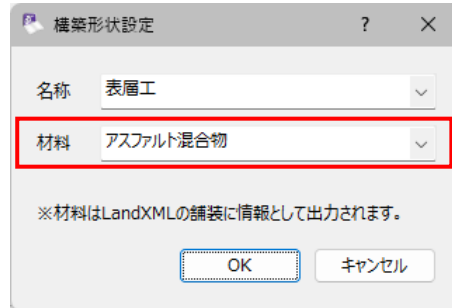 構築形状設定 ?
名称 表層工
材料 アスファルト混合物
※材料はLandXMLの舗装に情報として出力されます。
OK キャンセル